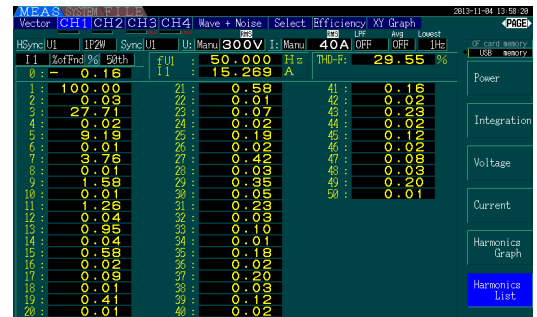 MEAS SYSTEM FILE 2013-11-04 13:58:20
Vector CH1 CH2 CH3 CH4 Wave + Noise Select Efficiency XY Graph PAGE
RMS RMS LPF Avg Lowest
HSync U1 1P2W Sync U1 U: Manu 300V I: Manu 40A OFF OFF 1Hz
CF card memory
USB memory
I1 %ofFnd % 50th fU1 : 50.000 Hz THD-F: 29.55 %
0 : - 0.16 I1 : 15.269 A
1 : 100.00 21 : 0.58 41 : 0.16
2 : 0.03 22 : 0.01 42 : 0.02
3 : 27.71 23 : 0.07 43 : 0.23
4 : 0.02 24 : 0.02 44 : 0.02
5 : 9.19 25 : 0.19 45 : 0.12
6 : 0.01 26 : 0.02 46 : 0.02
7 : 3.76 27 : 0.42 47 : 0.08
8 : 0.01 28 : 0.03 48 : 0.03
9 : 1.58 29 : 0.35 49 : 0.20
10 : 0.01 30 : 0.05 50 : 0.01
11 : 1.26 31 : 0.23
12 : 0.04 32 : 0.03
13 : 0.95 33 : 0.10
14 : 0.04 34 : 0.01
15 : 0.58 35 : 0.18
16 : 0.02 36 : 0.02
17 : 0.09 37 : 0.20
18 : 0.01 38 : 0.03
19 : 0.41 39 : 0.12
20 : 0.01 40 : 0.02
Power
Integration
Voltage
Current
Harmonics
Graph
Harmonics
List